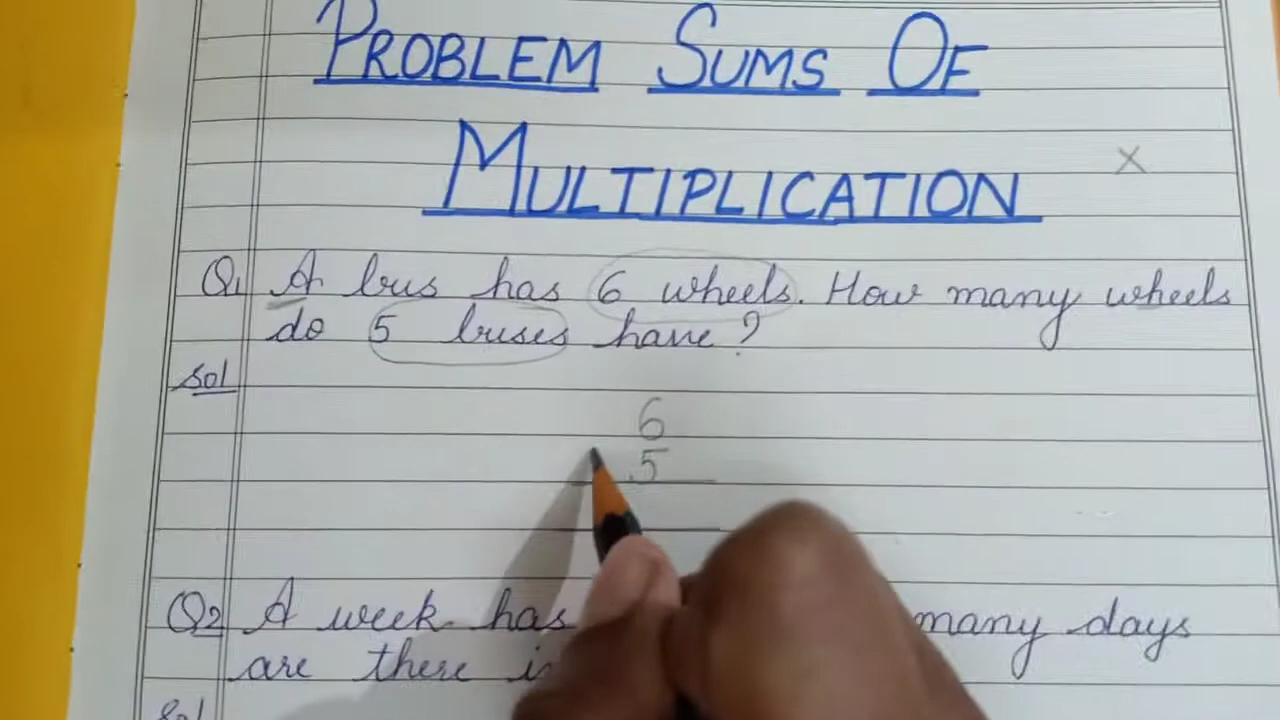 PROBLEM SUMS OF
MULTIPLICATION
×
Q1 A bus has 6 wheels. How many wheels
do 5 buses have?
Sol
6
5
Q2 A week has many days
are there
Sol